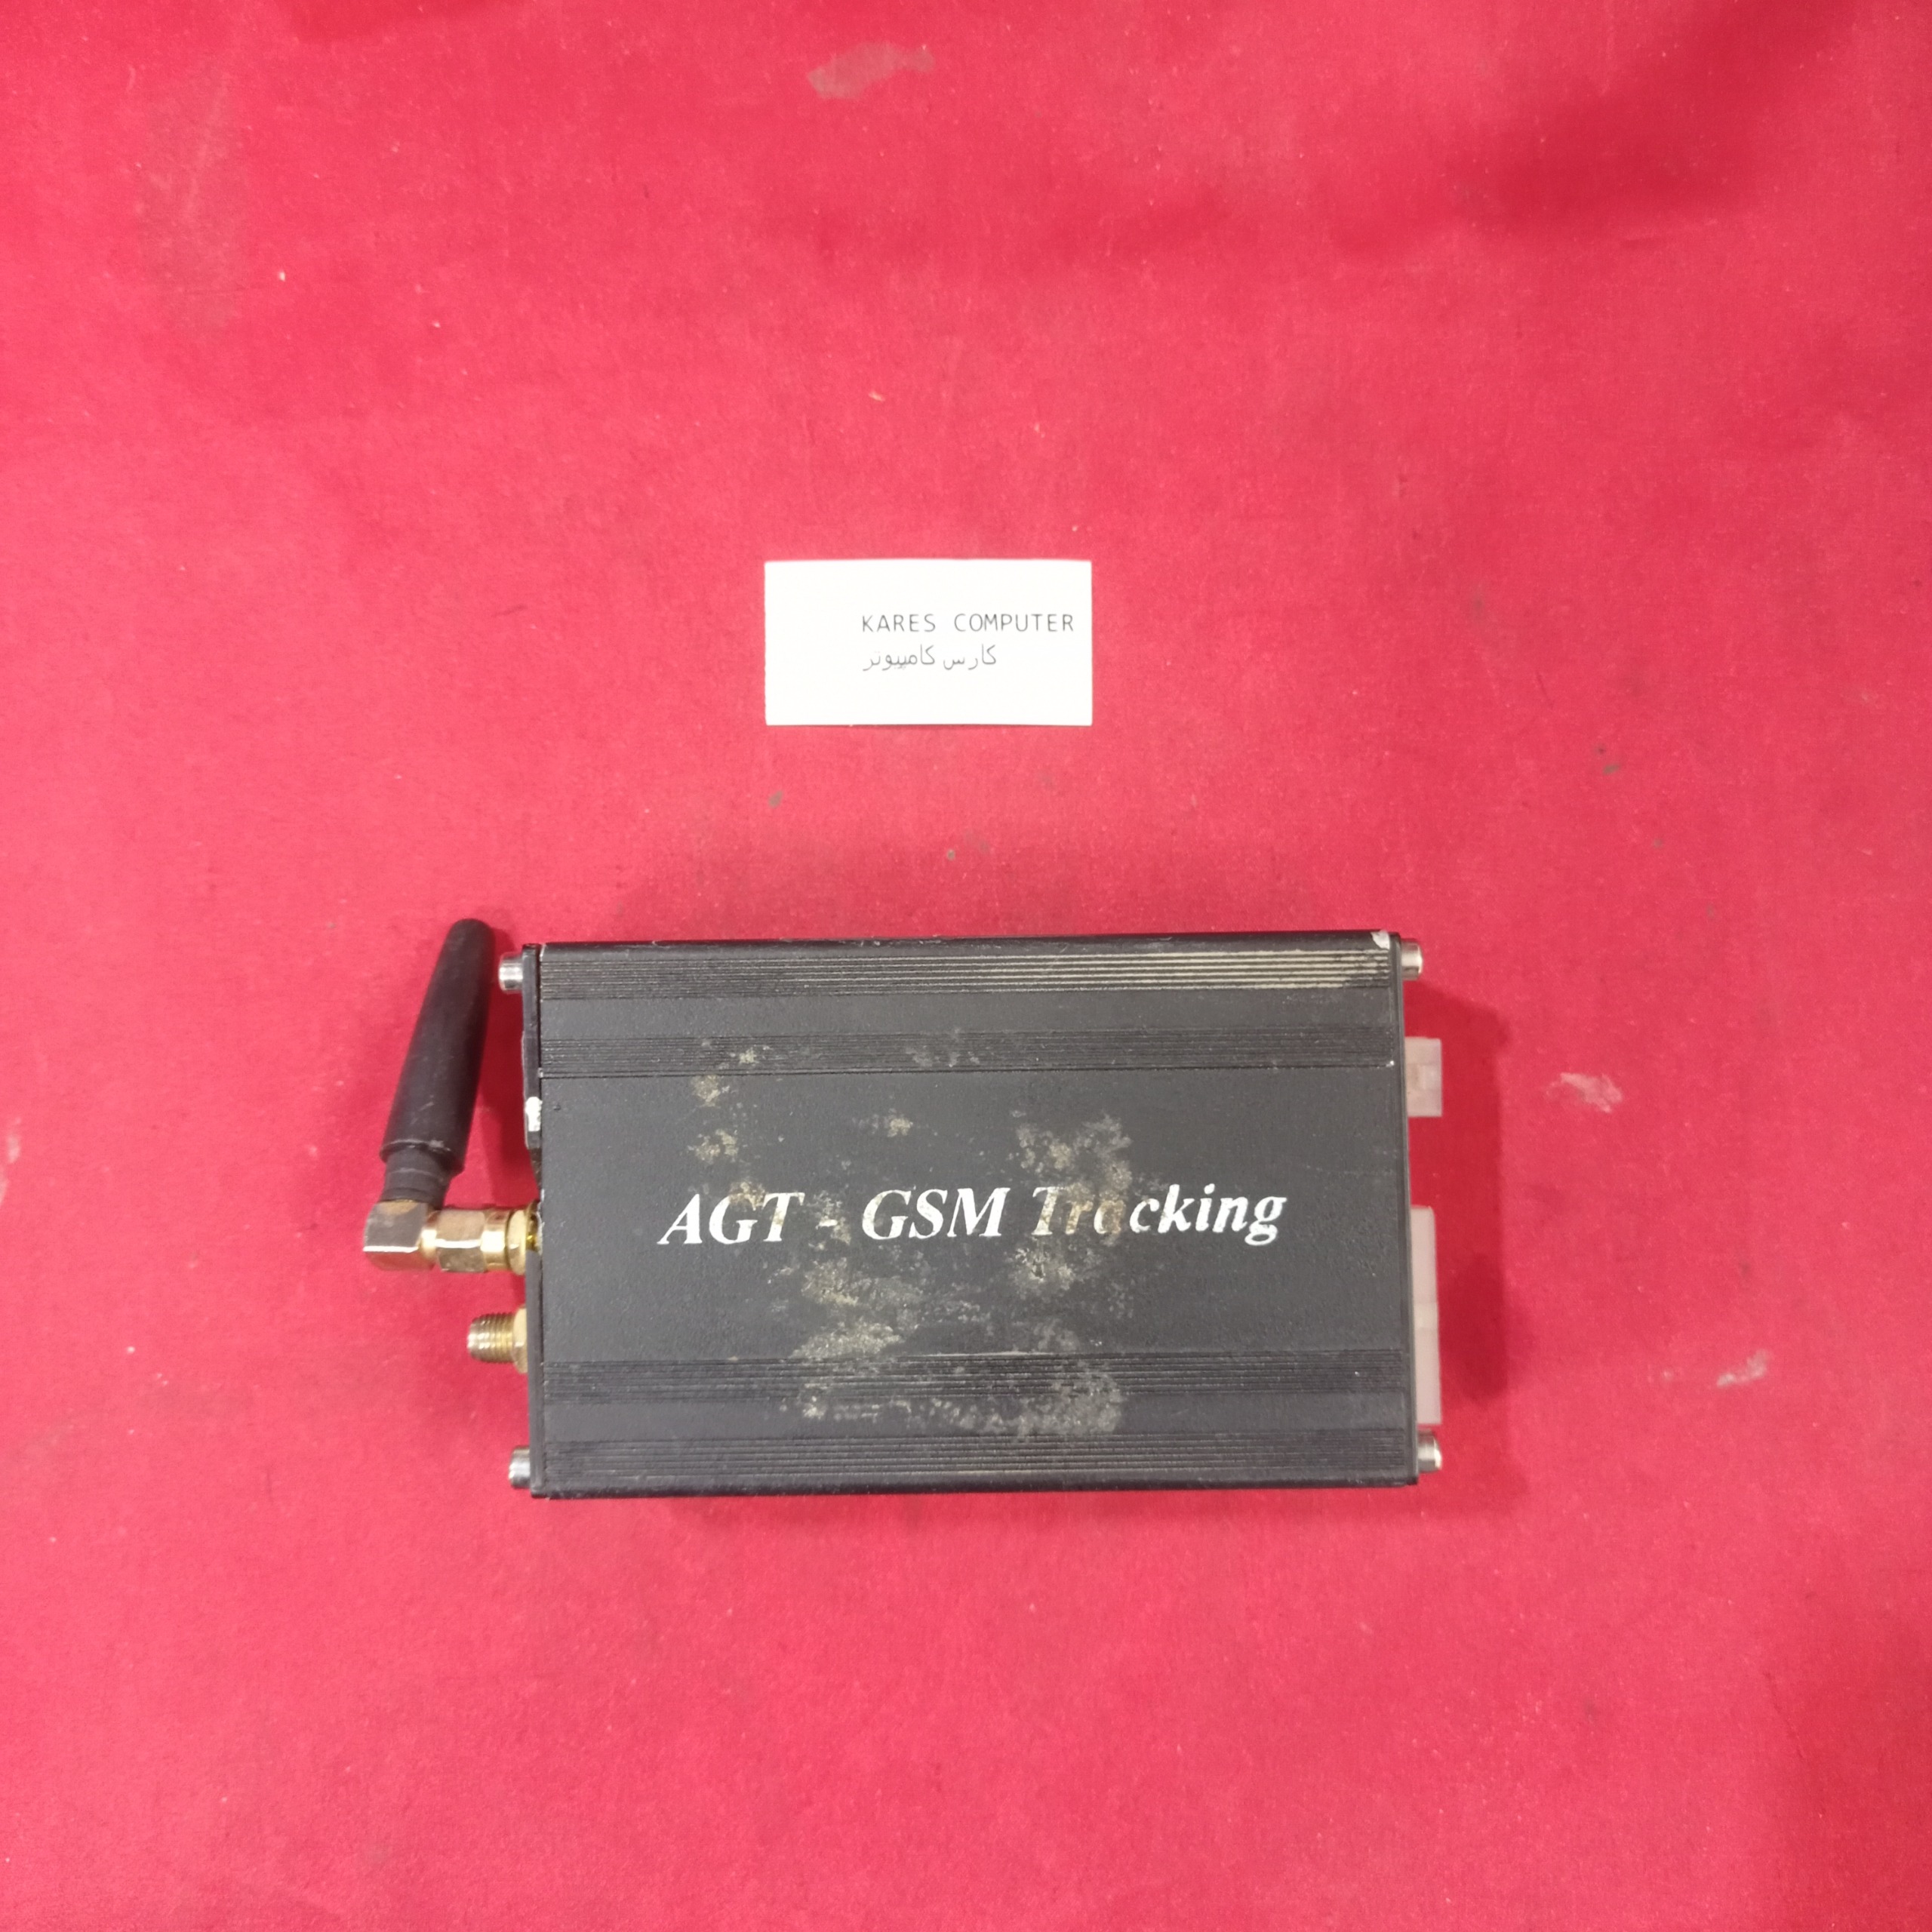 KARES COMPUTER
کارس کامپیوتر
AGT - GSM Tracking